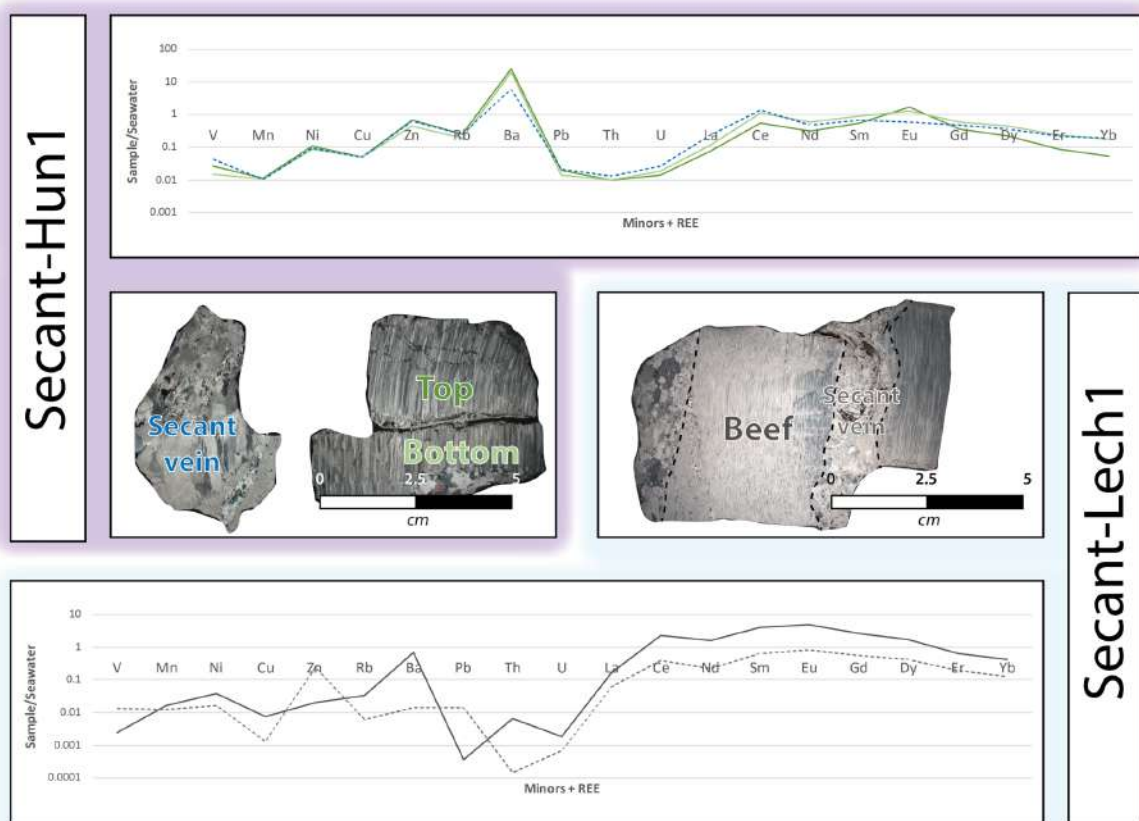 Secant-Hun1
100
10
1
0.1
0.01
0.001
Sample/Seawater
V Mn Ni Cu Zn Rb Ba Pb Th U La Ce Nd Sm Eu Gd Dy Er Yb
Minors + REE
Secant
vein
Top
Bottom
0 2.5 5
cm
Beef
Secant
vein
0 2.5 5
cm
Secant-Lech1
10
1
0.1
0.01
0.001
0.0001
Sample/Seawater
V Mn Ni Cu Zn Rb Ba Pb Th U La Ce Nd Sm Eu Gd Dy Er Yb
Minors + REE